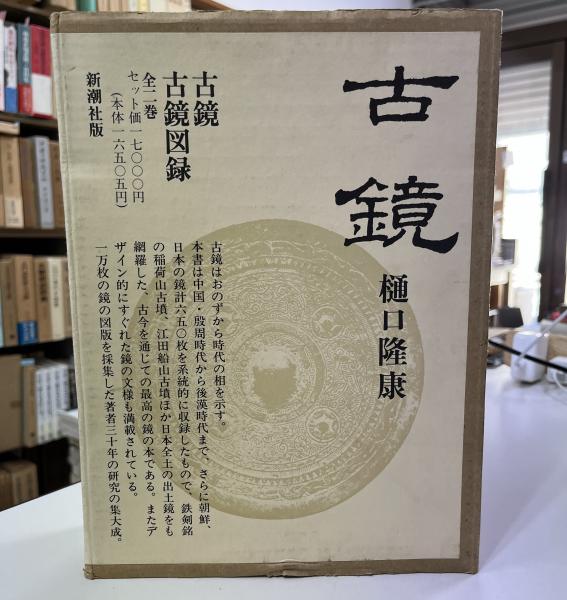 古鏡
樋口隆康
古鏡
古鏡図録
全二巻
セット価一七〇〇〇円
(本体一六五〇五円)
新潮社版
古鏡はおのずから時代の相を示す。
本書は中国・殷周時代から後漢時代まで、さらに朝鮮、
日本の鏡計六五〇枚を系統的に収録したもので、鉄剣銘
の稲荷山古墳、江田船山古墳ほか日本全土の出土鏡をも
網羅した、古今を通じての最高の鏡の本である。またデ
ザイン的にすぐれた鏡の文様も満載されている。
一万枚の鏡の図版を採集した著者三十年の研究の集大成。